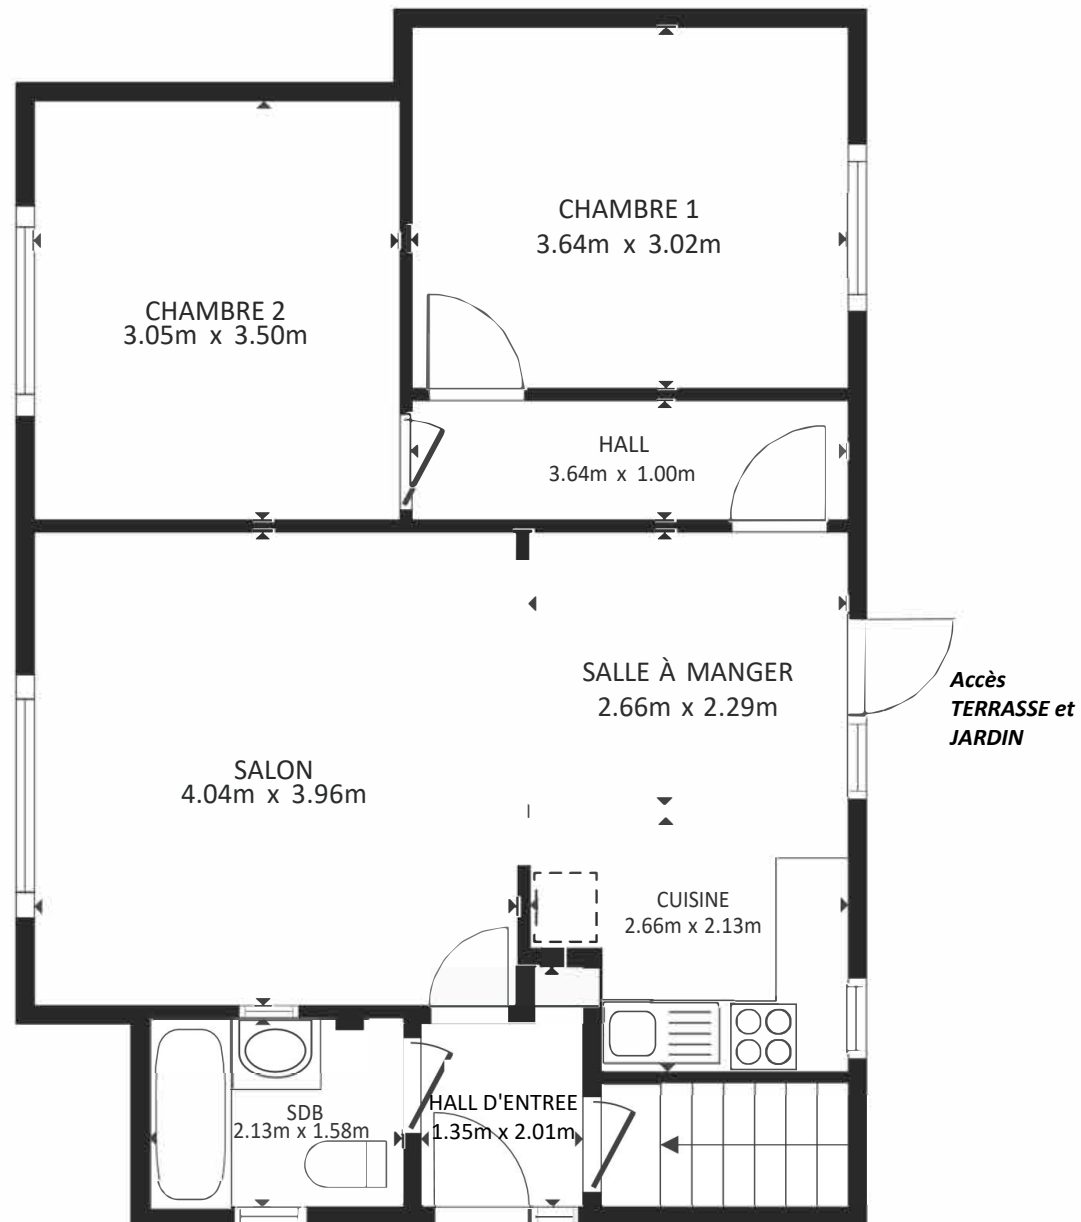 CHAMBRE 1
3.64m x 3.02m
CHAMBRE 2
3.05m x 3.50m
HALL
3.64m x 1.00m
SALLE À MANGER
2.66m x 2.29m
Accès
TERRASSE et
JARDIN
SALON
4.04m x 3.96m
CUISINE
2.66m x 2.13m
SDB
2.13m x 1.58m
HALL D'ENTREE
1.35m x 2.01m